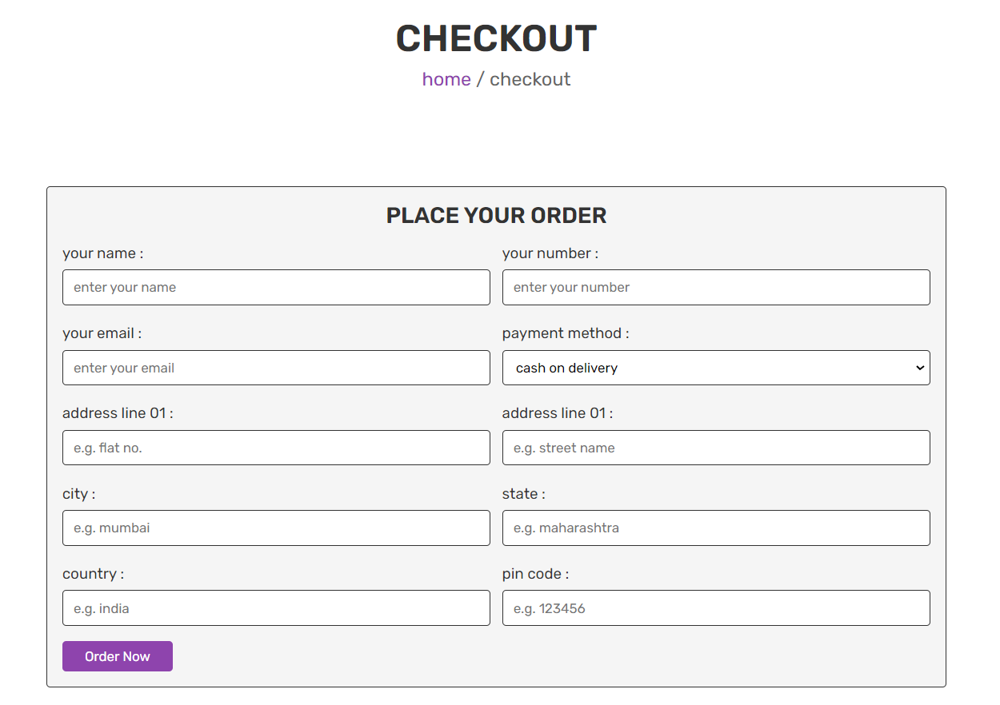 CHECKOUT
home / checkout
PLACE YOUR ORDER
your name :
your number :
enter your name
enter your number
your email :
payment method :
enter your email
cash on delivery
address line 01 :
address line 01 :
e.g. flat no.
e.g. street name
city :
state :
e.g. mumbai
e.g. maharashtra
country :
pin code :
e.g. india
e.g. 123456
Order Now